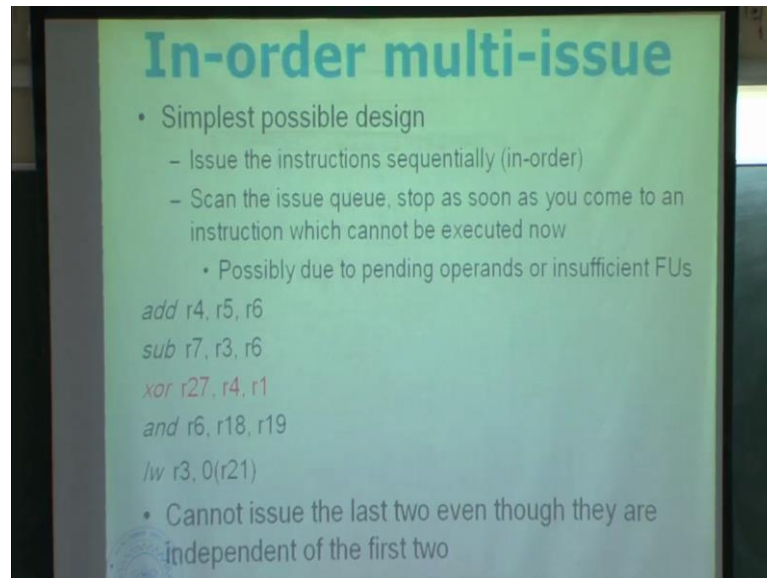 In-order multi-issue
• Simplest possible design
– Issue the instructions sequentially (in-order)
– Scan the issue queue, stop as soon as you come to an
instruction which cannot be executed now
• Possibly due to pending operands or insufficient FUs
add r4, r5, r6
sub r7, r3, r6
xor r27, r4, r1
and r6, r18, r19
lw r3, 0(r21)
• Cannot issue the last two even though they are
independent of the first two